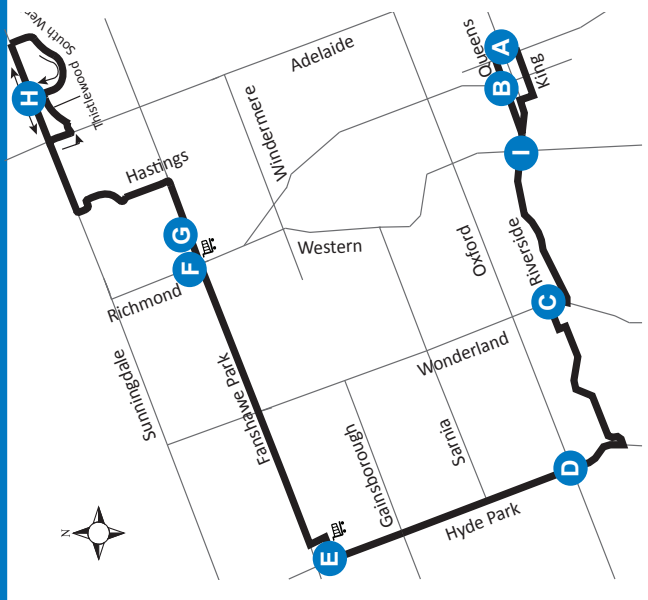 South Wen
Thistlewood
H
Adelaide
Queens
A
B
King
I
Windermere
Hastings
G
F
Western
Richmond
Oxford
Riverside
C
Sunningdale
Fanshawe Park
Wonderland
Gainsborough
Sarnia
D
Hyde Park
N
E